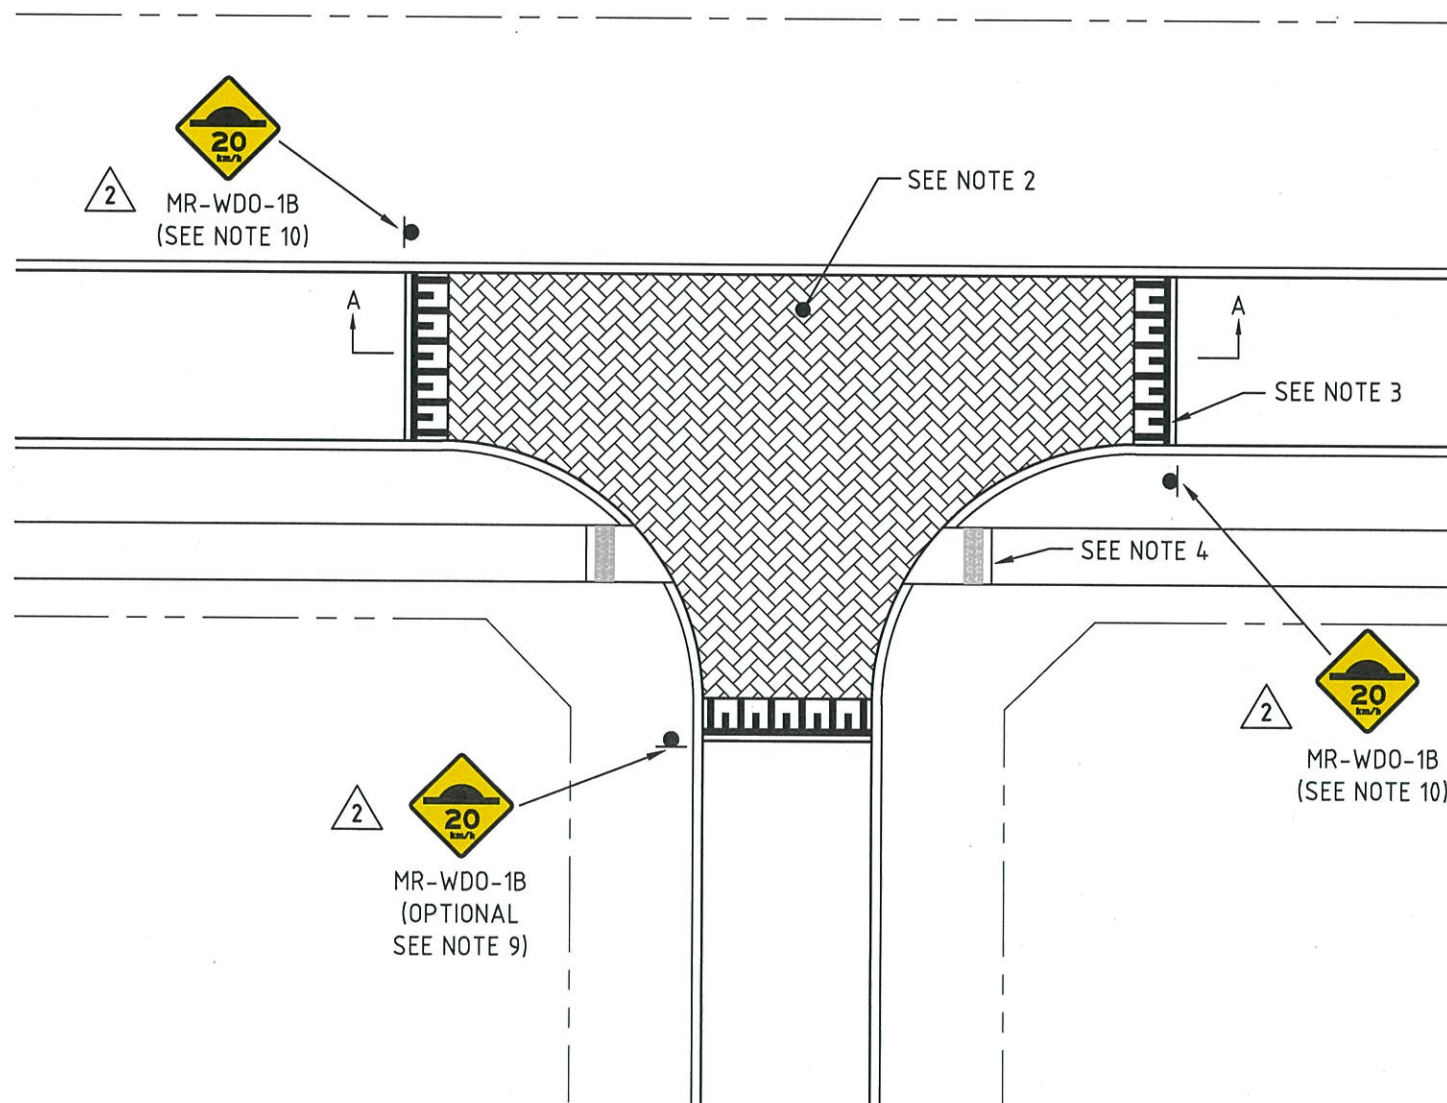 20
km/h
2
MR-WDO-1B
(SEE NOTE 10)
SEE NOTE 2
A
A
SEE NOTE 3
SEE NOTE 4
20
km/h
2
MR-WDO-1B
(SEE NOTE 10)
20
km/h
2
MR-WDO-1B
(OPTIONAL
SEE NOTE 9)